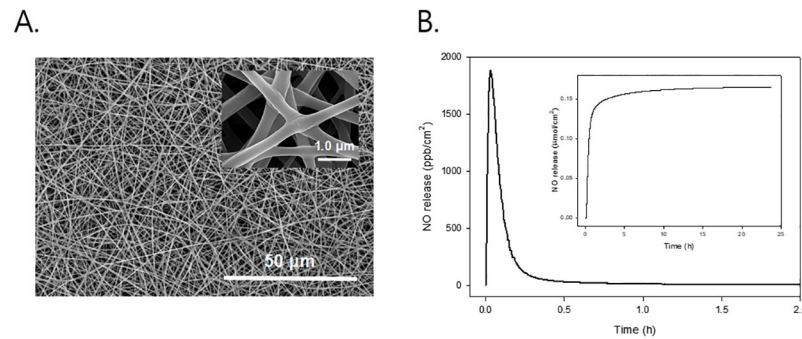 A.
1.0 µm
50 µm
B.
2000
1500
1000
500
0
NO release (ppb/cm²)
0.0
0.5
1.0
1.5
2.0
Time (h)
0.15
0.10
0.05
0.00
NO release (µmol/cm²)
0
5
10
15
20
25
Time (h)